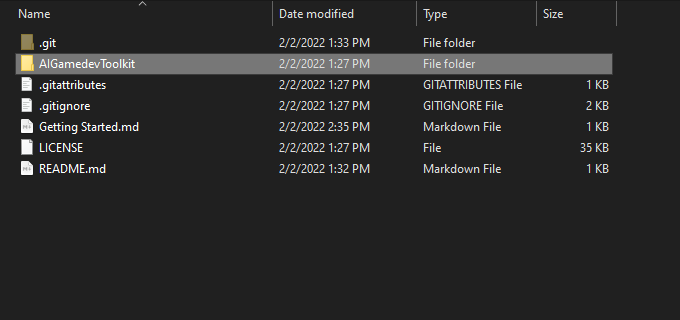 Name Date modified Type Size
.git 2/2/2022 1:33 PM File folder
AIGamedevToolkit 2/2/2022 1:27 PM File folder
.gitattributes 2/2/2022 1:27 PM GITATTRIBUTES File 1 KB
.gitignore 2/2/2022 1:27 PM GITIGNORE File 2 KB
Getting Started.md 2/2/2022 2:35 PM Markdown File 1 KB
LICENSE 2/2/2022 1:27 PM File 35 KB
README.md 2/2/2022 1:32 PM Markdown File 1 KB